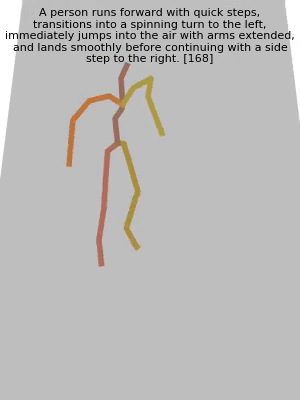 A person runs forward with quick steps,
transitions into a spinning turn to the left,
immediately jumps into the air with arms extended,
and lands smoothly before continuing with a side
step to the right. [168]